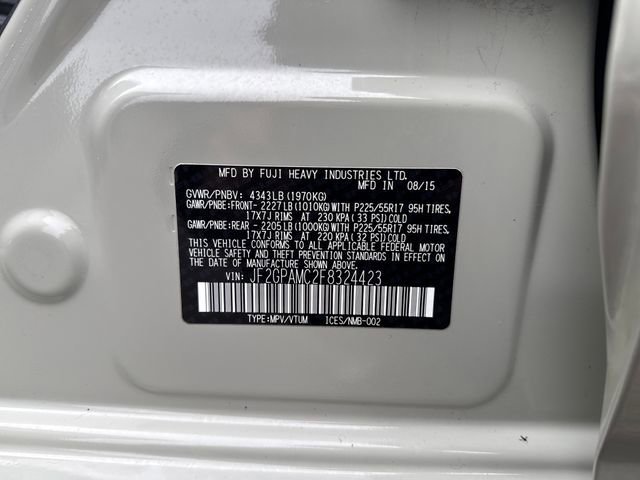 MFD BY FUJI HEAVY INDUSTRIES LTD.
MFD IN 08/15
GVWR/PNBV: 4343LB(1970KG)
GAWR/PNBE:FRONT- 2227LB(1010KG)WITH P225/55R17 95H TIRES,
17X7J RIMS AT 230 KPA(33 PSI)COLD
GAWR/PNBE:REAR - 2205LB(1000KG)WITH P225/55R17 95H TIRES,
17X7J RIMS AT 220 KPA(32 PSI)COLD
THIS VEHICLE CONFORMS TO ALL APPLICABLE FEDERAL MOTOR
VEHICLE SAFETY AND THEFT PREVENTION STANDARDS IN EFFECT
ON THE DATE OF MANUFACTURE SHOWN ABOVE.
VIN: JF2GPAMC2F8324423
TYPE:MPV/VTUM ICES/NMB-002